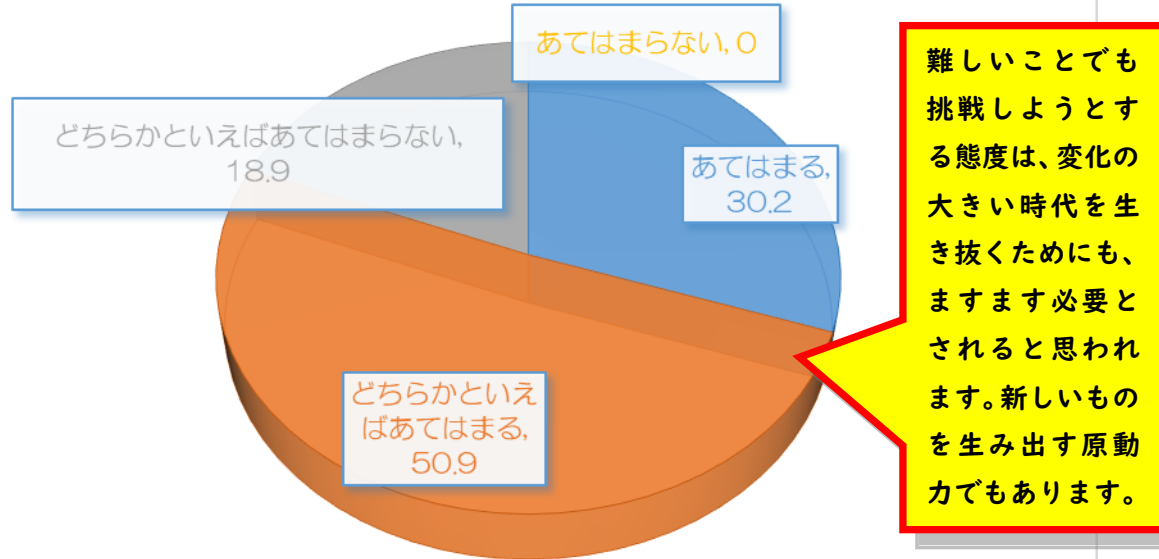 あてはまらない, 0
どちらかといえばあてはまらない,
18.9
あてはまる,
30.2
どちらかといえ
ばあてはまる,
50.9
難しいことでも
挑戦しようとす
る態度は、変化の
大きい時代を生
き抜くためにも、
ますます必要と
されると思われ
ます。新しいもの
を生み出す原動
力でもあります。